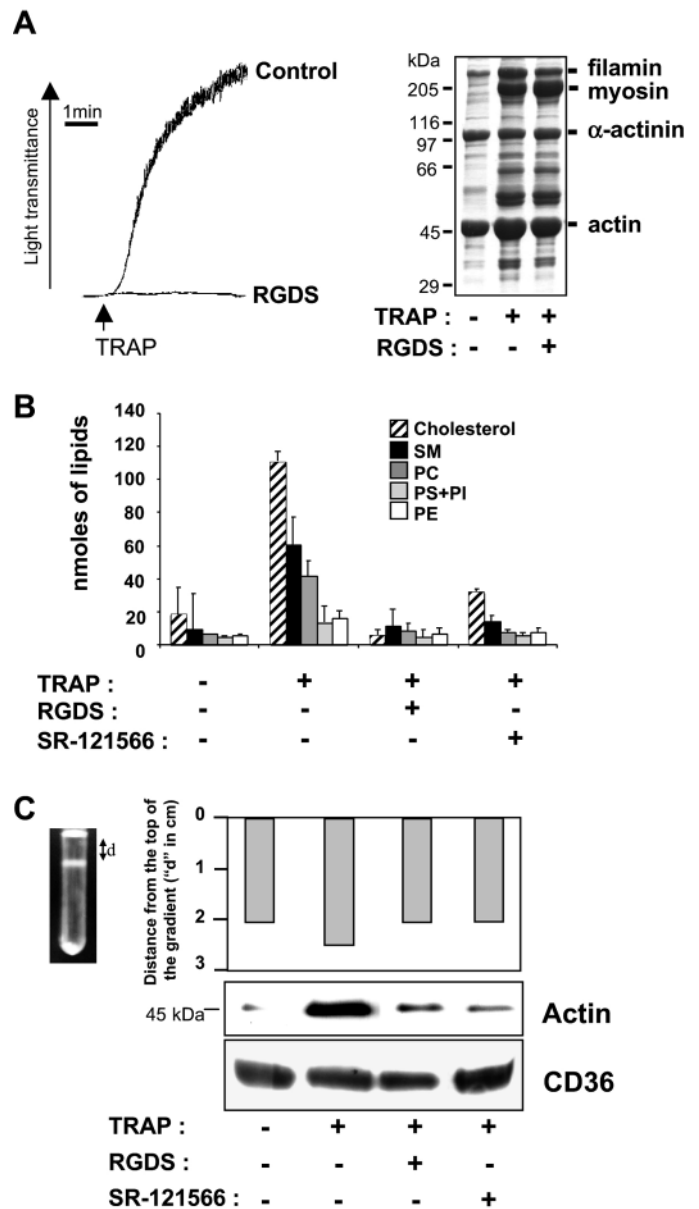 A
Light transmittance
1min
Control
RGDS
TRAP
kDa
205
116
97
66
45
29
filamin
myosin
α-actinin
actin
TRAP : - + +
RGDS : - - +
B
nmoles of lipids
140
120
100
80
60
40
20
0
Cholesterol
SM
PC
PS+PI
PE
TRAP : - + + +
RGDS : - - + -
SR-121566 : - - - +
C
d
Distance from the top of
the gradient ("d" in cm)
0
1
2
3
45 kDa
Actin
CD36
TRAP : - + + +
RGDS : - - + -
SR-121566 : - - - +